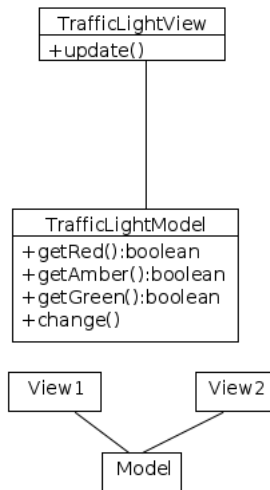 TrafficLightView
+update()
TrafficLightModel
+getRed():boolean
+getAmber():boolean
+getGreen():boolean
+change()
View1
View2
Model